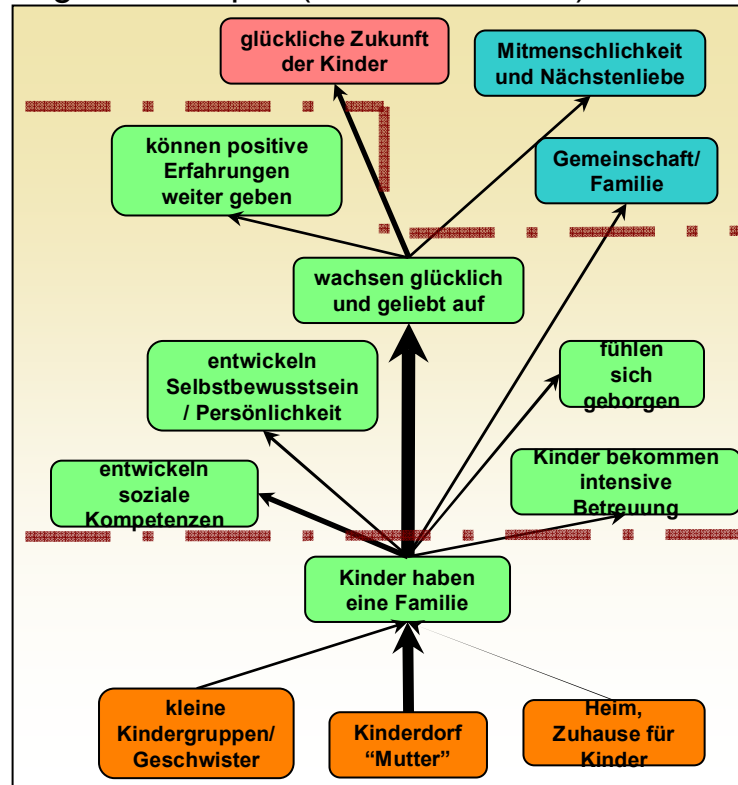 glückliche Zukunft
der Kinder
Mitmenschlichkeit
und Nächstenliebe
können positive
Erfahrungen
weiter geben
Gemeinschaft/
Familie
wachsen glücklich
und geliebt auf
entwickeln
Selbstbewusstsein
/ Persönlichkeit
fühlen
sich
geborgen
entwickeln
soziale
Kompetenzen
Kinder bekommen
intensive
Betreuung
Kinder haben
eine Familie
kleine
Kindergruppen/
Geschwister
Kinderdorf
“Mutter”
Heim,
Zuhause für
Kinder